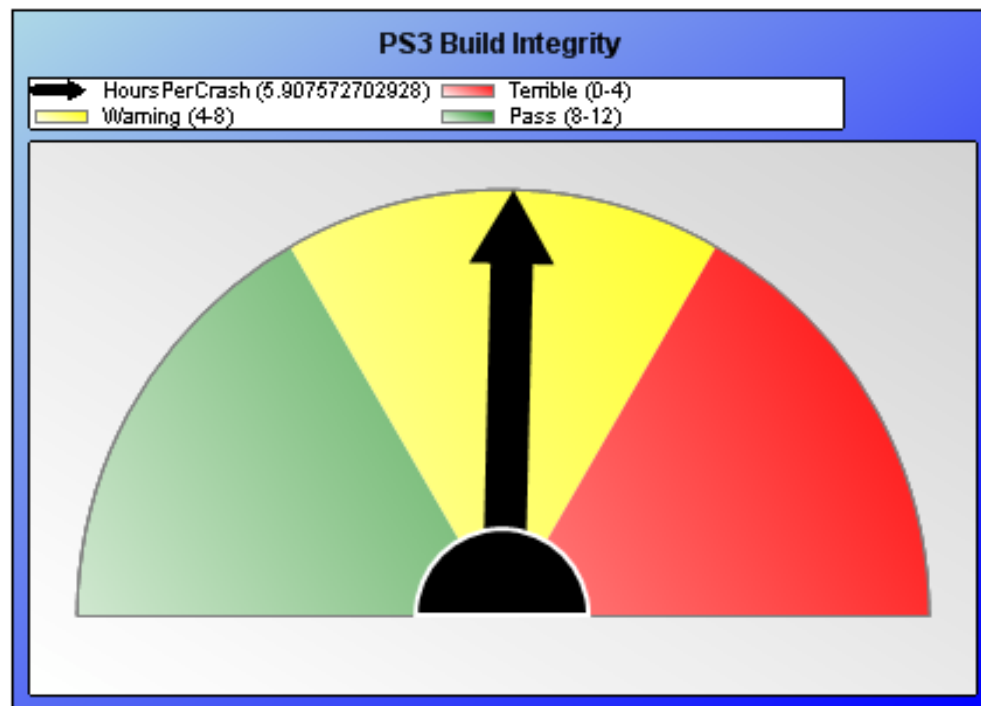 PS3 Build Integrity
HoursPerCrash (5.907572702928) Terrible (0-4)
Warning (4-8) Pass (8-12)